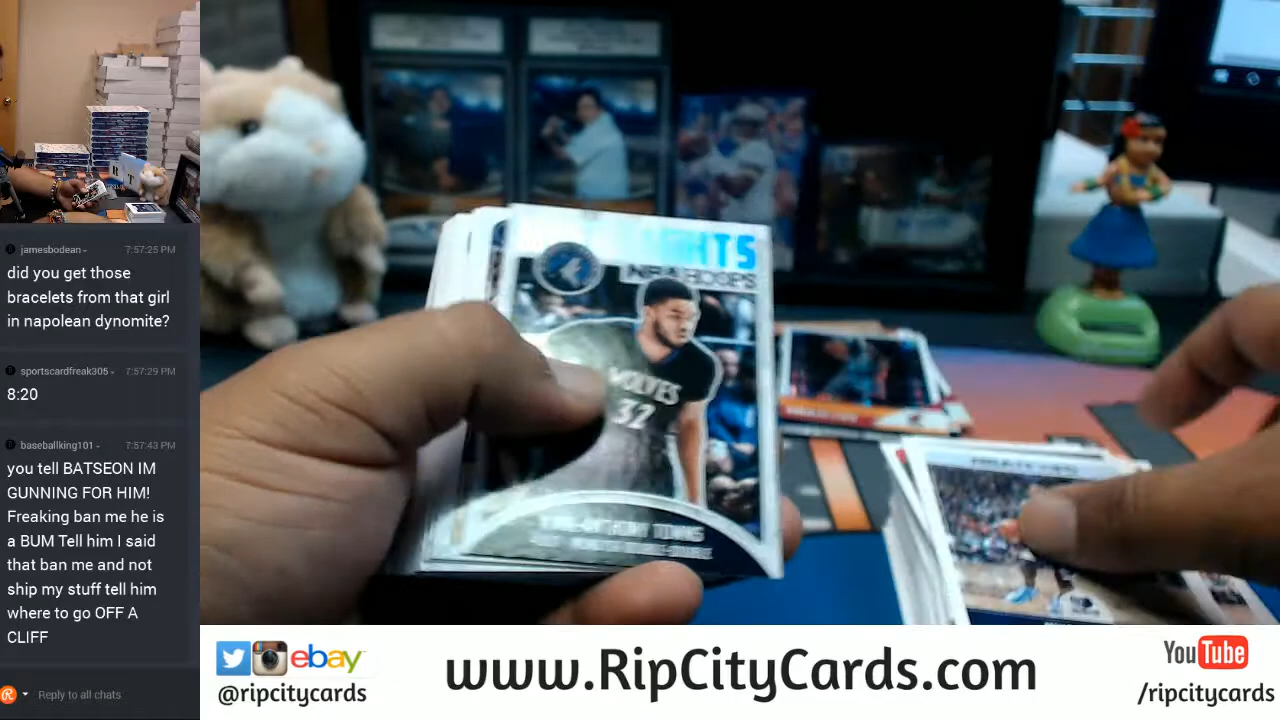 jamesbodean
7:57:25 PM
did you get those
bracelets from that girl
in napolean dynomite?
sportscardfreak305
7:57:29 PM
8:20
baseballking101
7:57:43 PM
you tell BATSEON IM
GUNNING FOR HIM!
Freaking ban me he is
a BUM Tell him I said
that ban me and not
ship my stuff tell him
where to go OFF A
CLIFF
Reply to all chats
NBA HOOPS
WOLVES
32
ANTHONY TOWNS
ebay
@ripcitycards
www.RipCityCards.com
YouTube
/ripcitycards